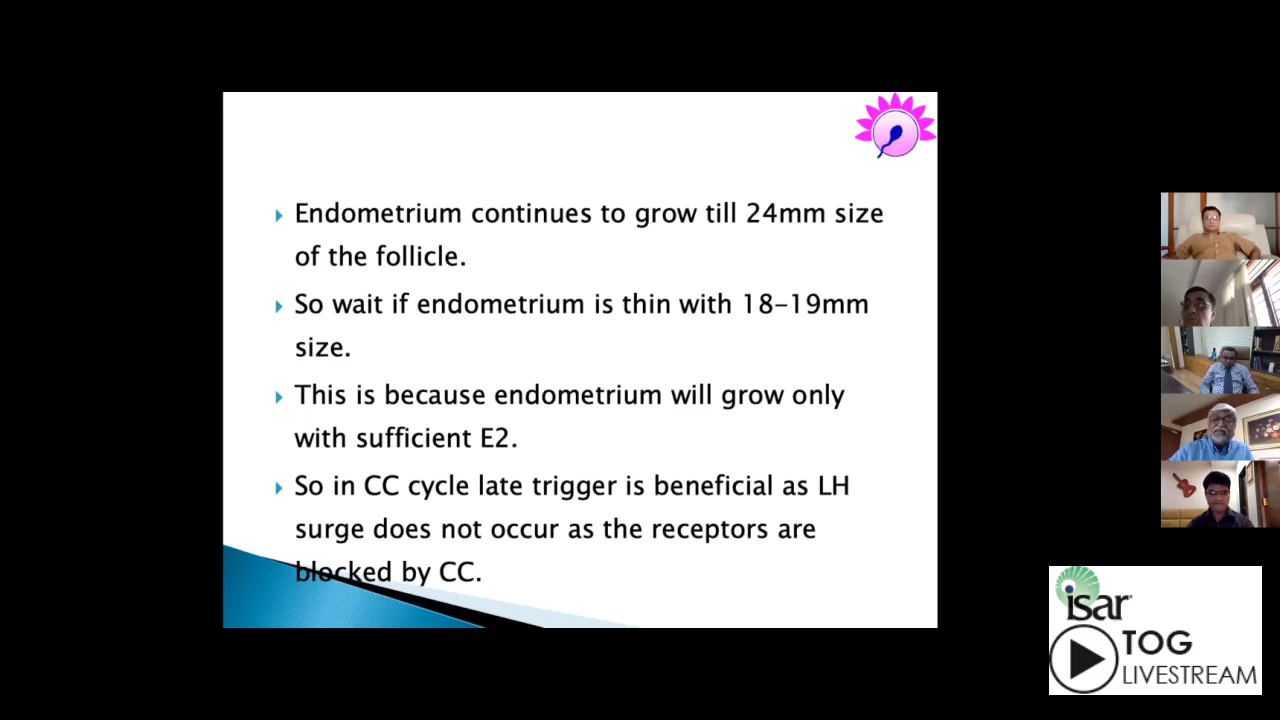 Endometrium continues to grow till 24mm size
of the follicle.
So wait if endometrium is thin with 18-19mm
size.
This is because endometrium will grow only
with sufficient E2.
So in CC cycle late trigger is beneficial as LH
surge does not occur as the receptors are
blocked by CC.
isar
TOG
LIVESTREAM